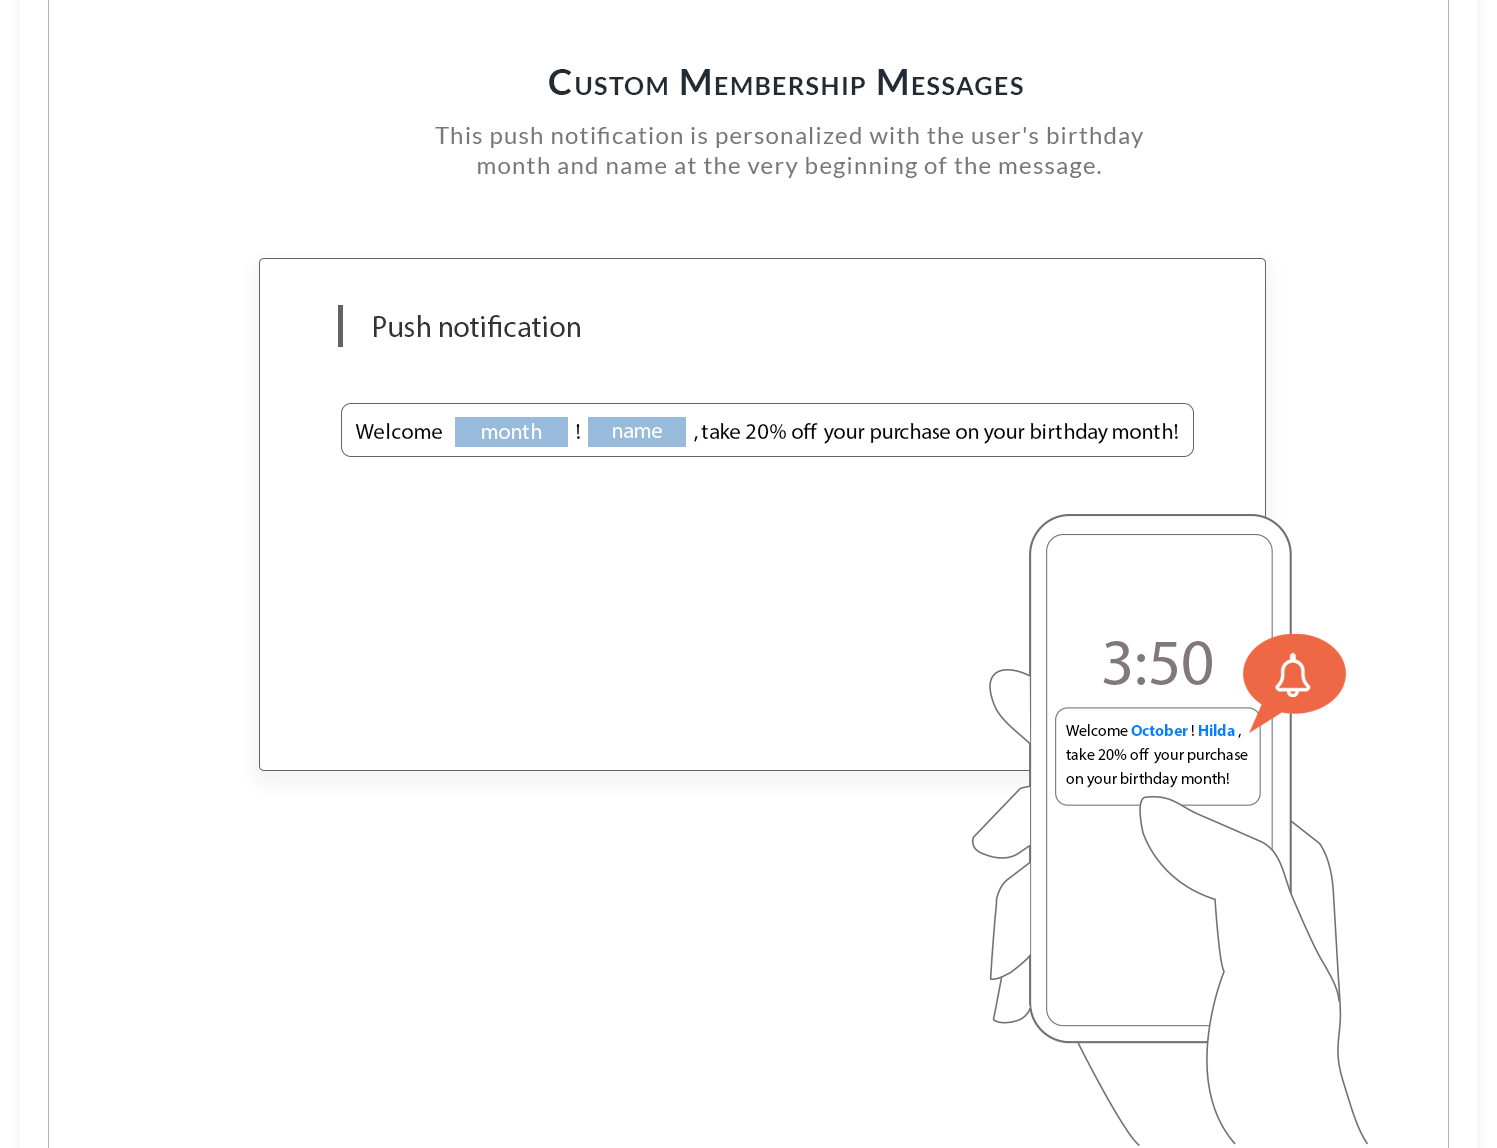 Custom Membership Messages
This push notification is personalized with the user's birthday
month and name at the very beginning of the message.
Push notification
Welcome month ! name , take 20% off your purchase on your birthday month!
3:50
Welcome October ! Hilda ,
take 20% off your purchase
on your birthday month!